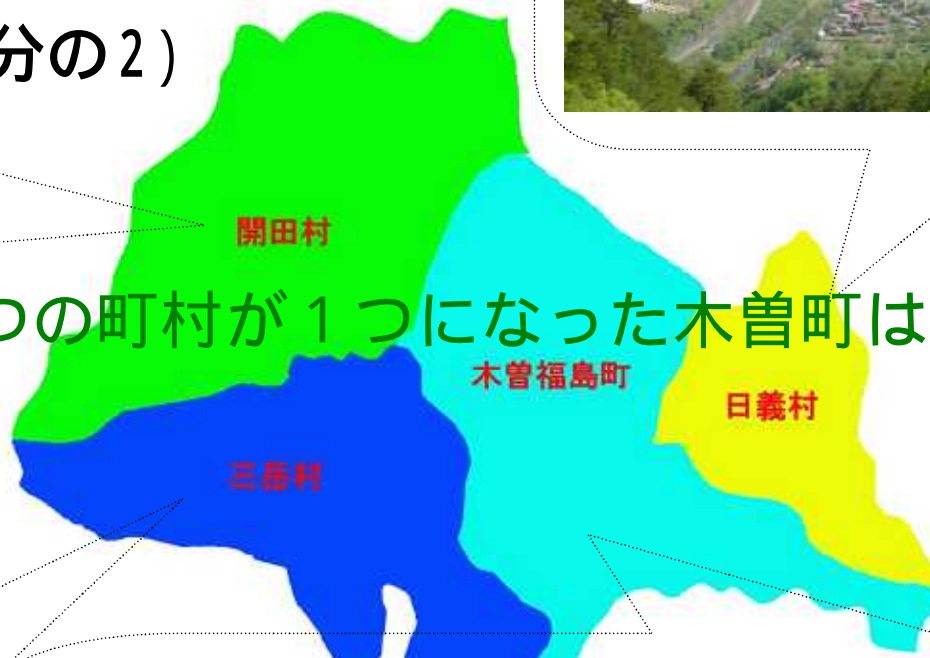 分の2)
開田村
つの町村が1つになった木曽町は
木曽福島町
日義村
三岳村